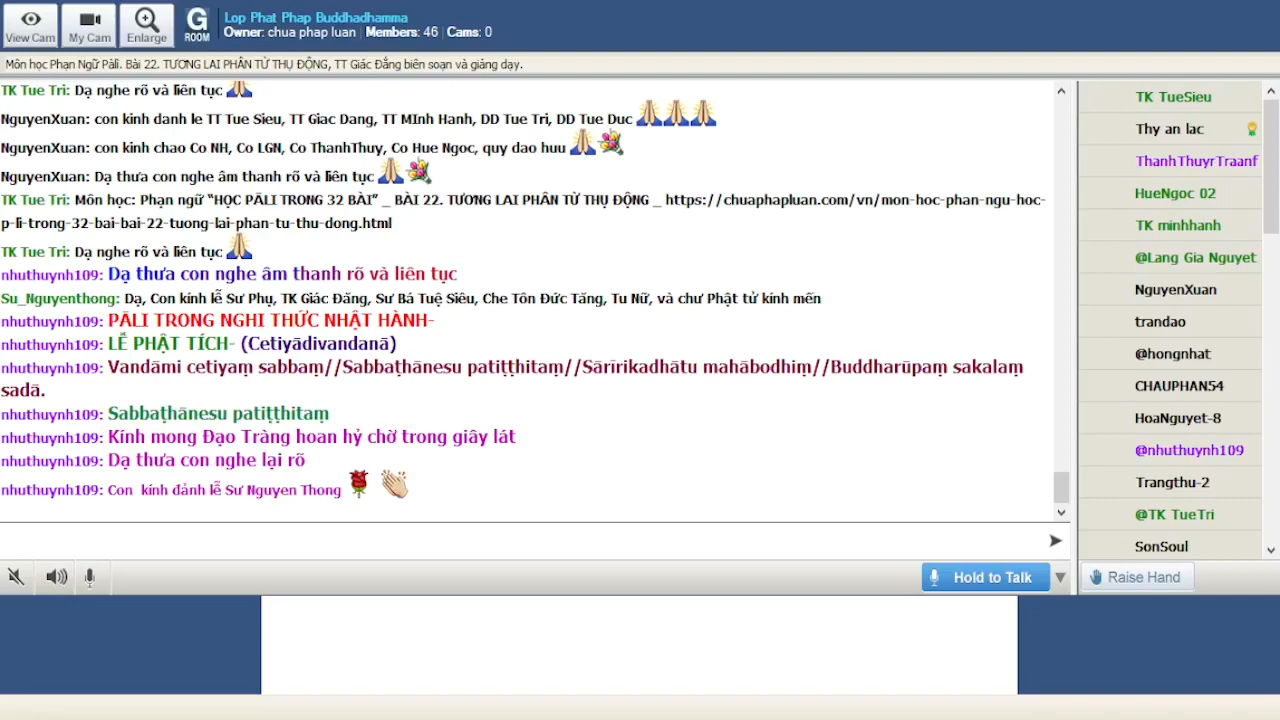 View Cam
My Cam
Enlarge
G
ROOM
Lop Phat Phap Buddhadhamma
Owner: chua phap luan | Members: 46 | Cams: 0
Môn học Phạn Ngữ Pāli. Bài 22. TƯƠNG LAI PHÂN TỪ THỤ ĐỘNG, TT Giác Đẳng biên soạn và giảng dạy.
TK Tue Tri: Dạ nghe rõ và liên tục
NguyenXuan: con kinh danh le TT Tue Sieu, TT Giac Dang, TT MInh Hanh, DD Tue Tri, DD Tue Duc
NguyenXuan: con kinh chao Co NH, Co LGN, Co ThanhThuy, Co Hue Ngoc, quy dao huu
NguyenXuan: Dạ thưa con nghe âm thanh rõ và liên tục
TK Tue Tri: Môn học: Phạn ngữ “HỌC PĀLI TRONG 32 BÀI” _ BÀI 22. TƯƠNG LAI PHÂN TỪ THỤ ĐỘNG _ https://chuaphapluan.com/vn/mon-hoc-phan-ngu-hoc-
p-li-trong-32-bai-bai-22-tuong-lai-phan-tu-thu-dong.html
TK Tue Tri: Dạ nghe rõ và liên tục
nhuthuynh109: Dạ thưa con nghe âm thanh rõ và liên tục
Su_Nguyenthong: Dạ, Con kính lễ Sư Phụ, TK Giác Đăng, Sư Bá Tuệ Siêu, Che Tôn Đức Tăng, Tu Nữ, và chư Phật tử kính mến
nhuthuynh109: PĀLI TRONG NGHI THỨC NHẬT HÀNH-
nhuthuynh109: LỄ PHẬT TÍCH- (Cetiyādivandanā)
nhuthuynh109: Vandāmi cetiyaṃ sabbaṃ//Sabbaṭhānesu patiṭṭhitaṃ//Sārīrikadhātu mahābodhiṃ//Buddharūpaṃ sakalaṃ
sadā.
nhuthuynh109: Sabbaṭhānesu patiṭṭhitaṃ
nhuthuynh109: Kính mong Đạo Tràng hoan hỷ chờ trong giây lát
nhuthuynh109: Dạ thưa con nghe lại rõ
nhuthuynh109: Con kính đảnh lễ Sư Nguyen Thong
TK TueSieu
Thy an lac
ThanhThuyrTraanf
HueNgoc 02
TK minhhanh
@Lang Gia Nguyet
NguyenXuan
trandao
@hongnhat
CHAUPHAN54
HoaNguyet-8
@nhuthuynh109
Trangthu-2
@TK TueTri
SonSoul
Hold to Talk
Raise Hand